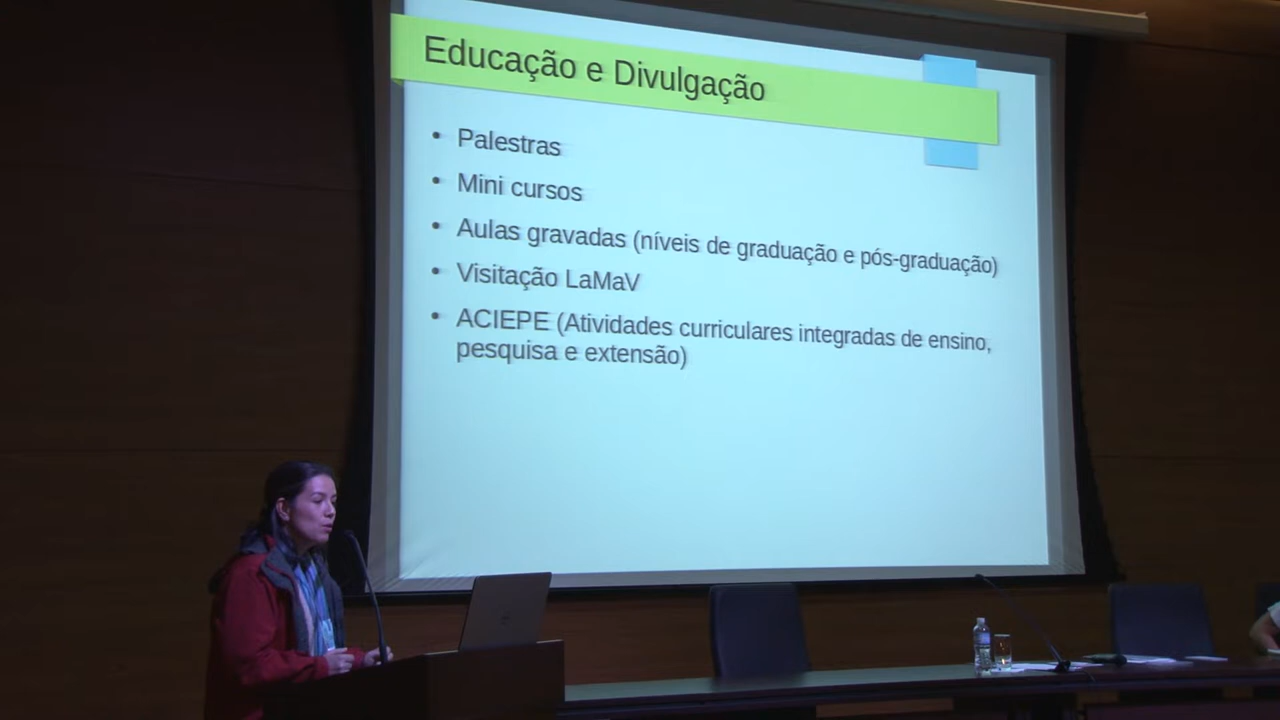 Educação e Divulgação
• Palestras
• Mini cursos
• Aulas gravadas (níveis de graduação e pós-graduação)
• Visitação LaMaV
• ACIEPE (Atividades curriculares integradas de ensino,
pesquisa e extensão)